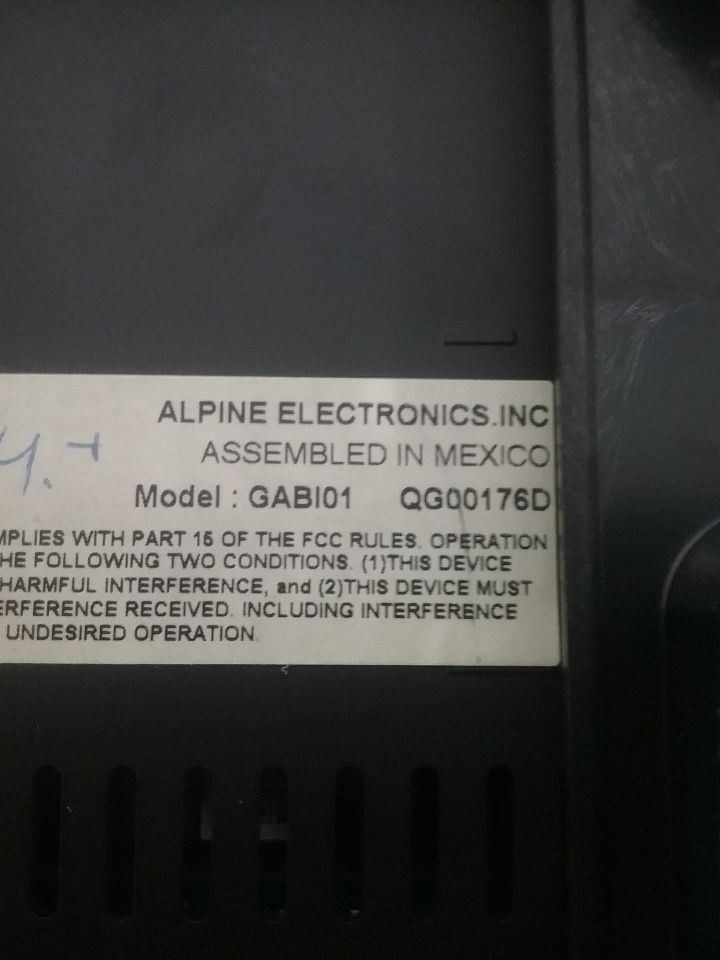 ALPINE ELECTRONICS.INC
ASSEMBLED IN MEXICO
Model : GABI01 QG00176D
MPLIES WITH PART 15 OF THE FCC RULES. OPERATION
HE FOLLOWING TWO CONDITIONS. (1)THIS DEVICE
HARMFUL INTERFERENCE, and (2)THIS DEVICE MUST
ERFERENCE RECEIVED. INCLUDING INTERFERENCE
UNDESIRED OPERATION.